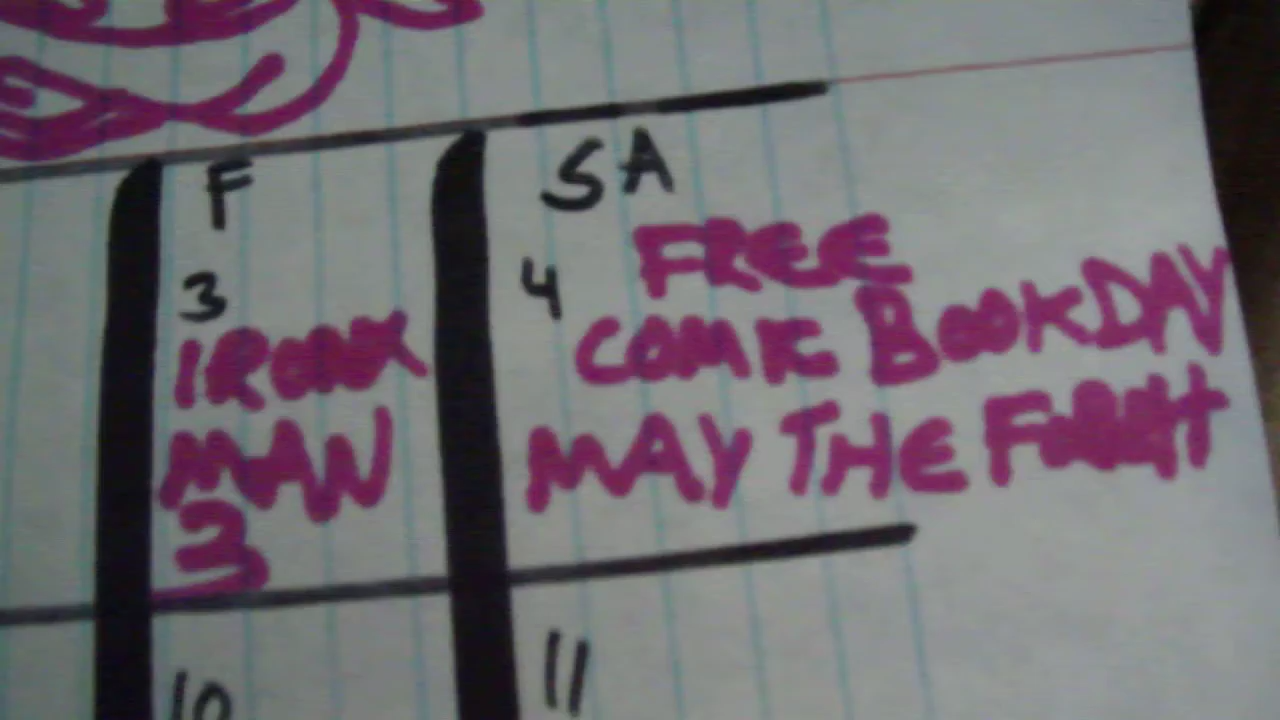 F
SA
3
IRON
MAN
3
4
FREE
COMIC BOOK DAY
MAY THE FORTH
10
11